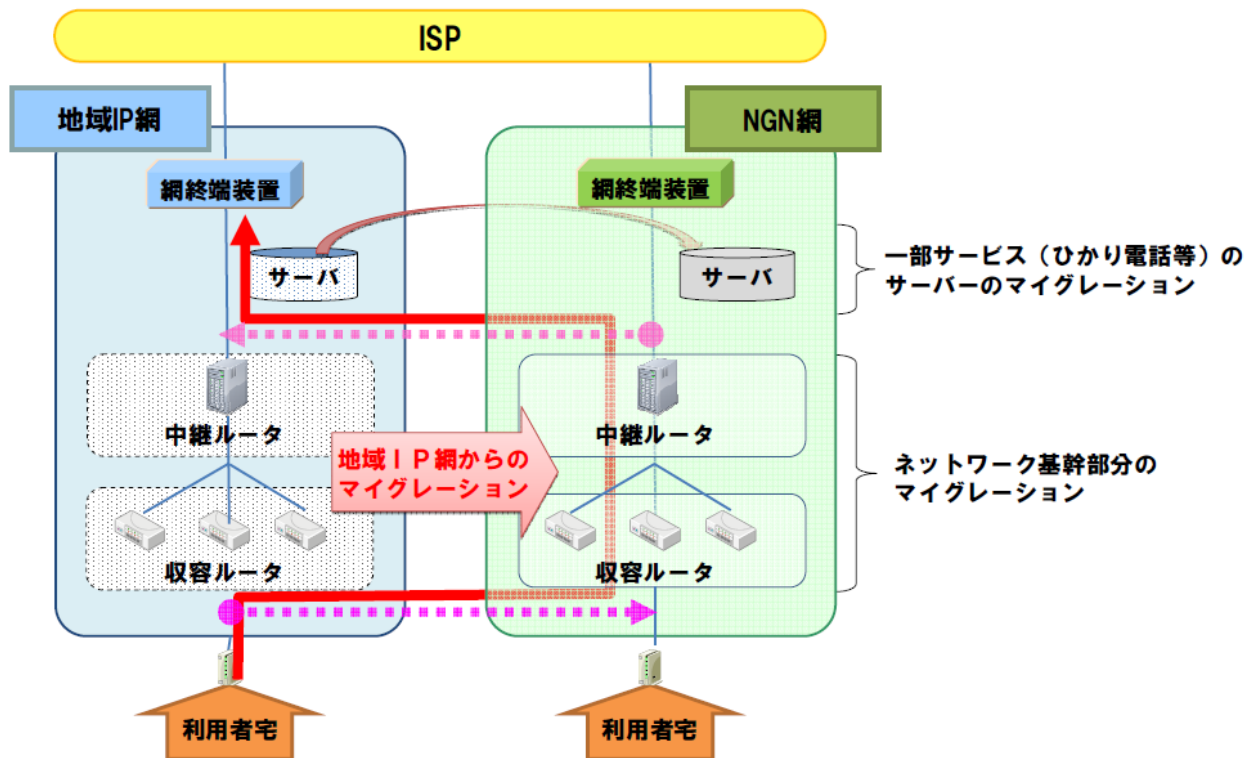 ISP
地域IP網
NGN網
網終端装置
網終端装置
サーバ
サーバ
一部サービス（ひかり電話等）の
サーバーのマイグレーション
中継ルータ
中継ルータ
地域ＩＰ網からの
マイグレーション
ネットワーク基幹部分の
マイグレーション
収容ルータ
収容ルータ
利用者宅
利用者宅